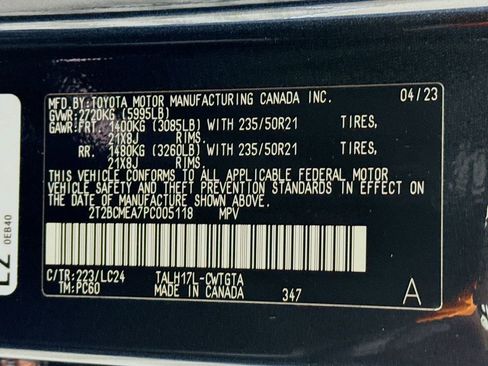 MFD.BY:TOYOTA MOTOR MANUFACTURING CANADA INC. 04/23
GVWR:2720KG (5995LB)
GAWR:FRT. 1400KG (3085LB) WITH 235/50R21 TIRES,
21X8J RIMS.
RR. 1480KG (3260LB) WITH 235/50R21 TIRES,
21X8J RIMS.
THIS VEHICLE CONFORMS TO ALL APPLICABLE FEDERAL MOTOR
VEHICLE SAFETY AND THEFT PREVENTION STANDARDS IN EFFECT ON
THE DATE OF MANUFACTURE SHOWN ABOVE.
2T2BCMEA7PC005118 MPV
C/TR:223/LC24 TALH17L-CWTGTA
TM:PC60 MADE IN CANADA 347 A
0EB40